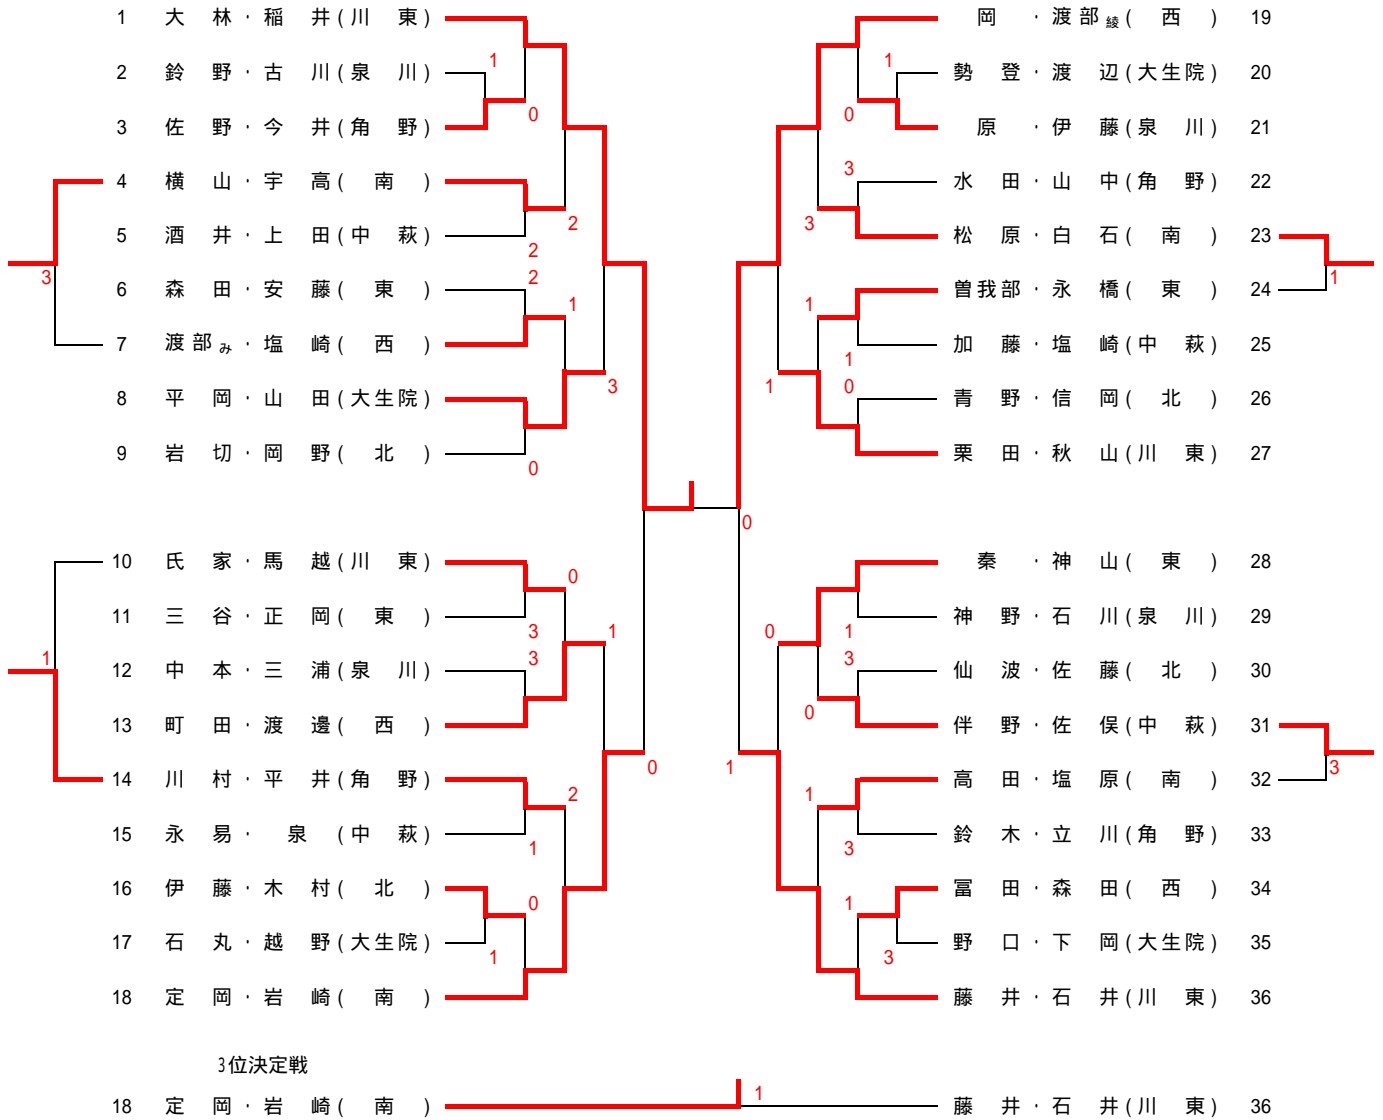 1 大 林・稲 井(川 東) 岡 ・渡部綾( 西 ) 19
1 1
2 鈴 野・古 川(泉 川) 勢 登・渡 辺(大生院) 20
0 0
3 佐 野・今 井(角 野) 原 ・伊 藤(泉 川) 21
3
4 横 山・宇 高( 南 ) 水 田・山 中(角 野) 22
2 3
5 酒 井・上 田(中 萩) 松 原・白 石( 南 ) 23
2
3 2 1
6 森 田・安 藤( 東 ) 曽我部・永 橋( 東 ) 24
1 1
7 渡部み・塩 崎( 西 ) 加 藤・塩 崎(中 萩) 25
1
3 1 0
8 平 岡・山 田(大生院) 青 野・信 岡( 北 ) 26
9 岩 切・岡 野( 北 ) 栗 田・秋 山(川 東) 27
0
0
10 氏 家・馬 越(川 東) 秦 ・神 山( 東 ) 28
0
11 三 谷・正 岡( 東 ) 神 野・石 川(泉 川) 29
3 1 0 1
1 3 3
12 中 本・三 浦(泉 川) 仙 波・佐 藤( 北 ) 30
0
13 町 田・渡 邊( 西 ) 伴 野・佐 俣(中 萩) 31
0 1 3
14 川 村・平 井(角 野) 高 田・塩 原( 南 ) 32
2 1
15 永 易・ 泉 (中 萩) 鈴 木・立 川(角 野) 33
1 3
16 伊 藤・木 村( 北 ) 冨 田・森 田( 西 ) 34
0 1
17 石 丸・越 野(大生院) 野 口・下 岡(大生院) 35
1 3
18 定 岡・岩 崎( 南 ) 藤 井・石 井(川 東) 36
3位決定戦
1
18 定 岡・岩 崎( 南 ) 藤 井・石 井(川 東) 36